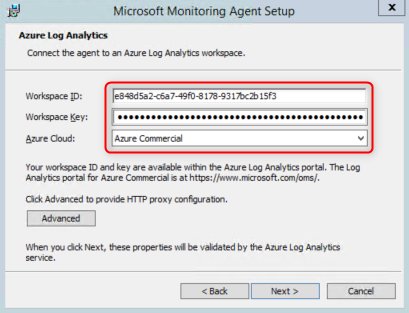 Microsoft Monitoring Agent Setup
x
Azure Log Analytics
Connect the agent to an Azure Log Analytics workspace.
Workspace ID: e848d5a2-c6a7-49f0-8178-9317bc2b15f3
Workspace Key:
Azure Cloud: Azure Commercial
Your workspace ID and key are available within the Azure Log Analytics portal. The Log
Analytics portal for Azure Commercial is at https://www.microsoft.com/oms/.
Click Advanced to provide HTTP proxy configuration.
Advanced
When you click Next, these properties will be validated by the Azure Log Analytics
service.
< Back Next > Cancel